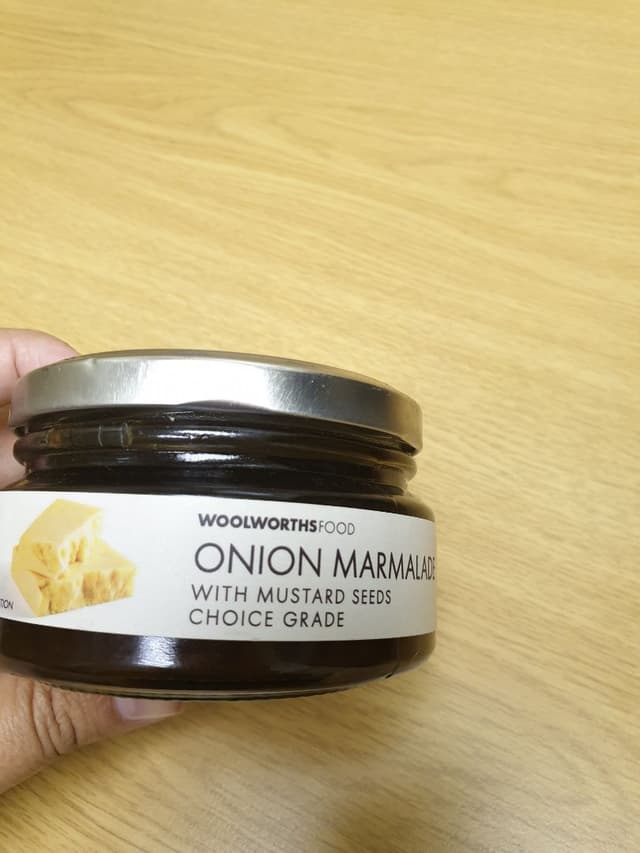 WOOLWORTHSFOOD
ONION MARMALADE
WITH MUSTARD SEEDS
CHOICE GRADE